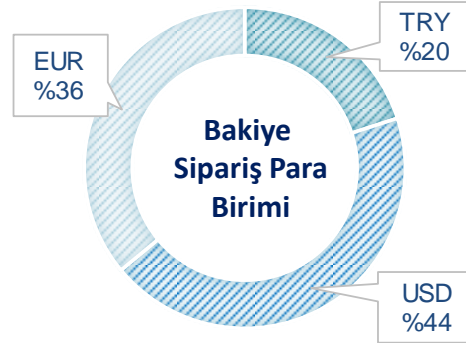 TRY
%20
EUR
%36
Bakiye
Sipariş Para
Birimi
USD
%44